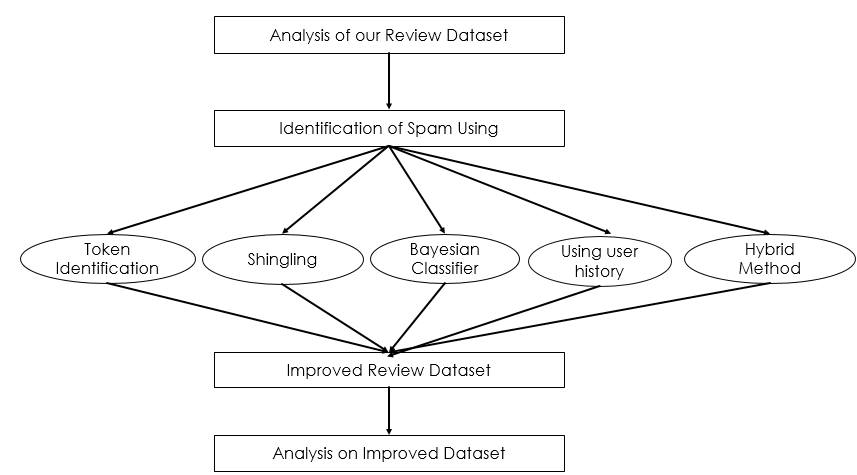 Analysis of our Review Dataset
Identification of Spam Using
Token
Identification
Shingling
Bayesian
Classifier
Using user
history
Hybrid
Method
Improved Review Dataset
Analysis on Improved Dataset